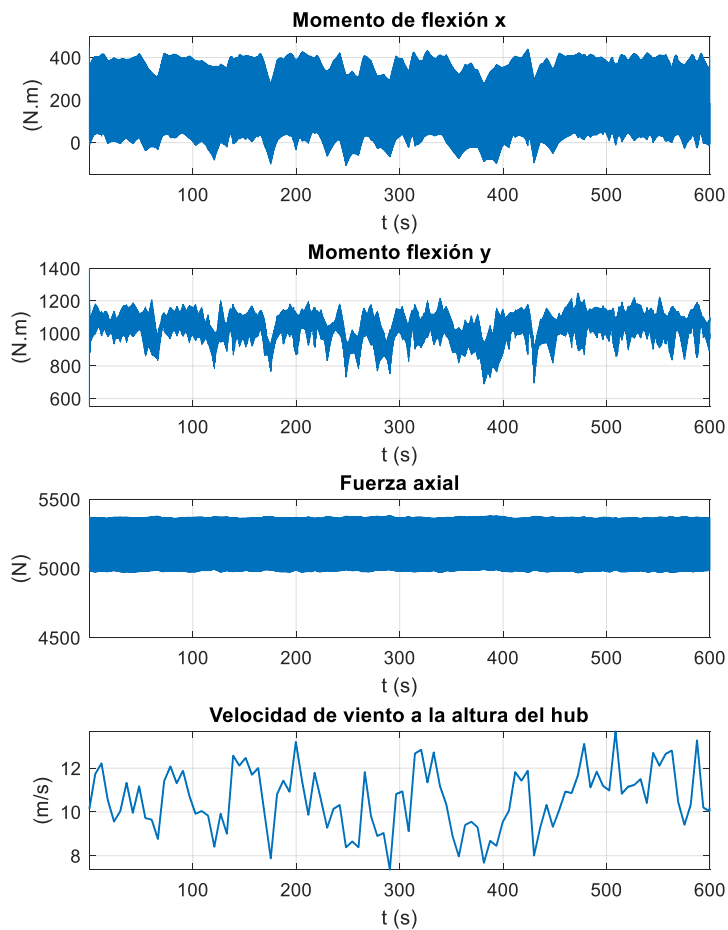 Momento de flexión x
400
200
0
(N.m)
100 200 300 400 500 600
t (s)
Momento flexión y
1400
1200
1000
800
600
(N.m)
100 200 300 400 500 600
t (s)
Fuerza axial
5500
5000
4500
(N)
100 200 300 400 500 600
t (s)
Velocidad de viento a la altura del hub
12
10
8
(m/s)
100 200 300 400 500 600
t (s)